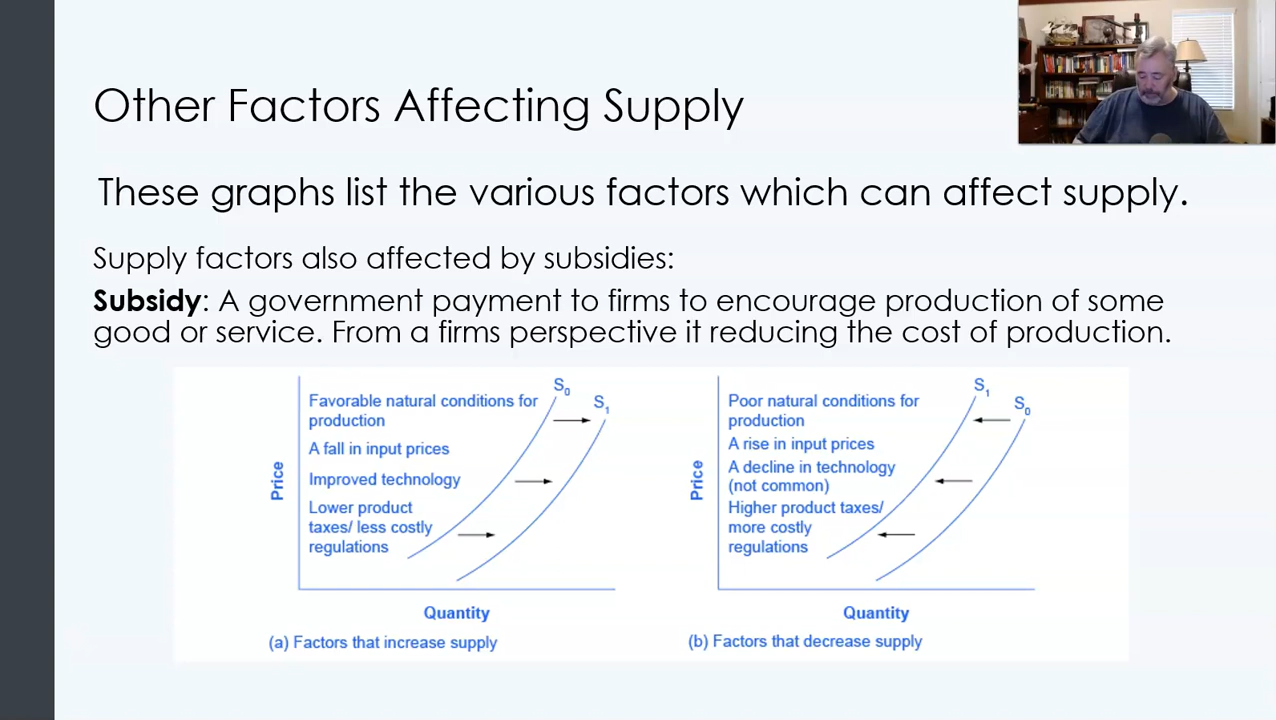 Other Factors Affecting Supply
These graphs list the various factors which can affect supply.
Supply factors also affected by subsidies:
Subsidy: A government payment to firms to encourage production of some
good or service. From a firms perspective it reducing the cost of production.
Price
Favorable natural conditions for
production
A fall in input prices
Improved technology
Lower product
taxes/ less costly
regulations
S0
S1
Quantity
(a) Factors that increase supply
Price
Poor natural conditions for
production
A rise in input prices
A decline in technology
(not common)
Higher product taxes/
more costly
regulations
S1
S0
Quantity
(b) Factors that decrease supply